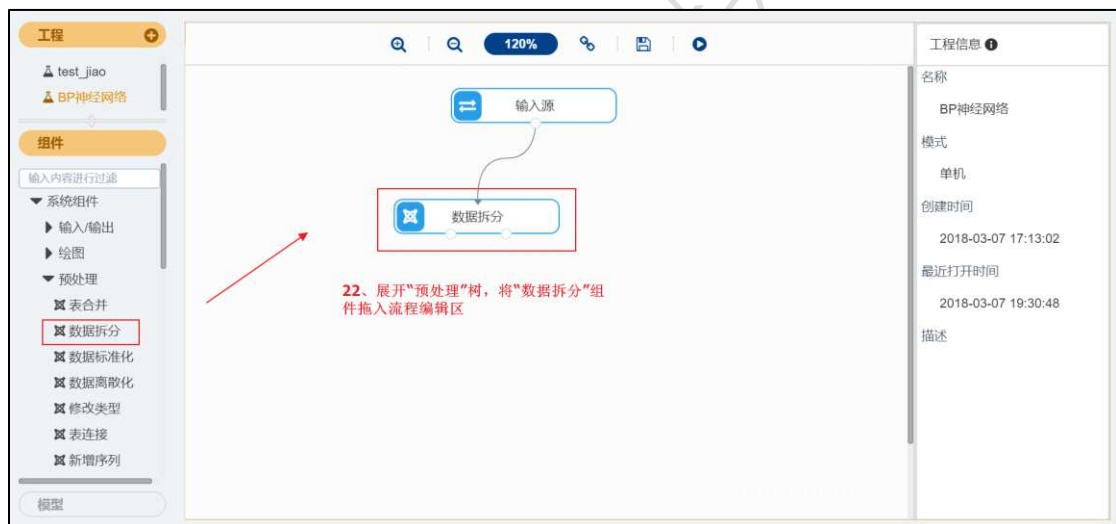 工程
test_jiao
BP神经网络
组件
输入内容进行过滤
系统组件
输入/输出
绘图
预处理
表合并
数据拆分
数据标准化
数据离散化
修改类型
表连接
新增序列
模型
120%
输入源
数据拆分
22、展开“预处理”树，将“数据拆分”组
件拖入流程编辑区
工程信息
名称
BP神经网络
模式
单机
创建时间
2018-03-07 17:13:02
最近打开时间
2018-03-07 19:30:48
描述